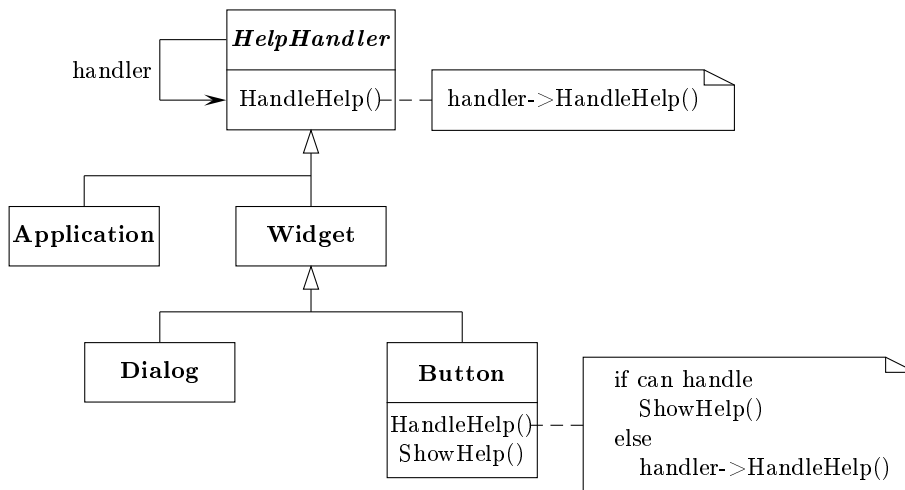 HelpHandler
handler
HandleHelp()
handler->HandleHelp()
Application
Widget
Dialog
Button
HandleHelp()
ShowHelp()
if can handle
ShowHelp()
else
handler->HandleHelp()